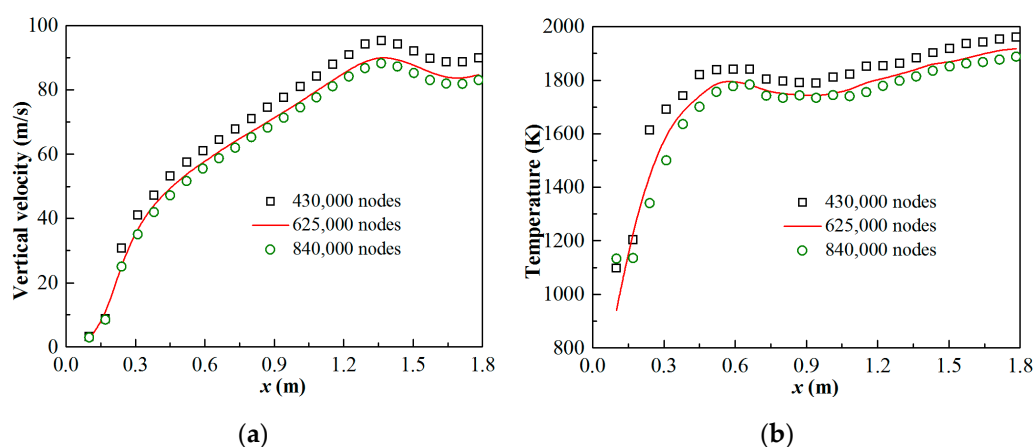 100
80
60
40
20
0
Vertical velocity (m/s)
430,000 nodes
625,000 nodes
840,000 nodes
0.0 0.3 0.6 0.9 1.2 1.5 1.8
x (m)
(a)
2000
1800
1600
1400
1200
1000
800
Temperature (K)
430,000 nodes
625,000 nodes
840,000 nodes
0.0 0.3 0.6 0.9 1.2 1.5 1.8
x (m)
(b)